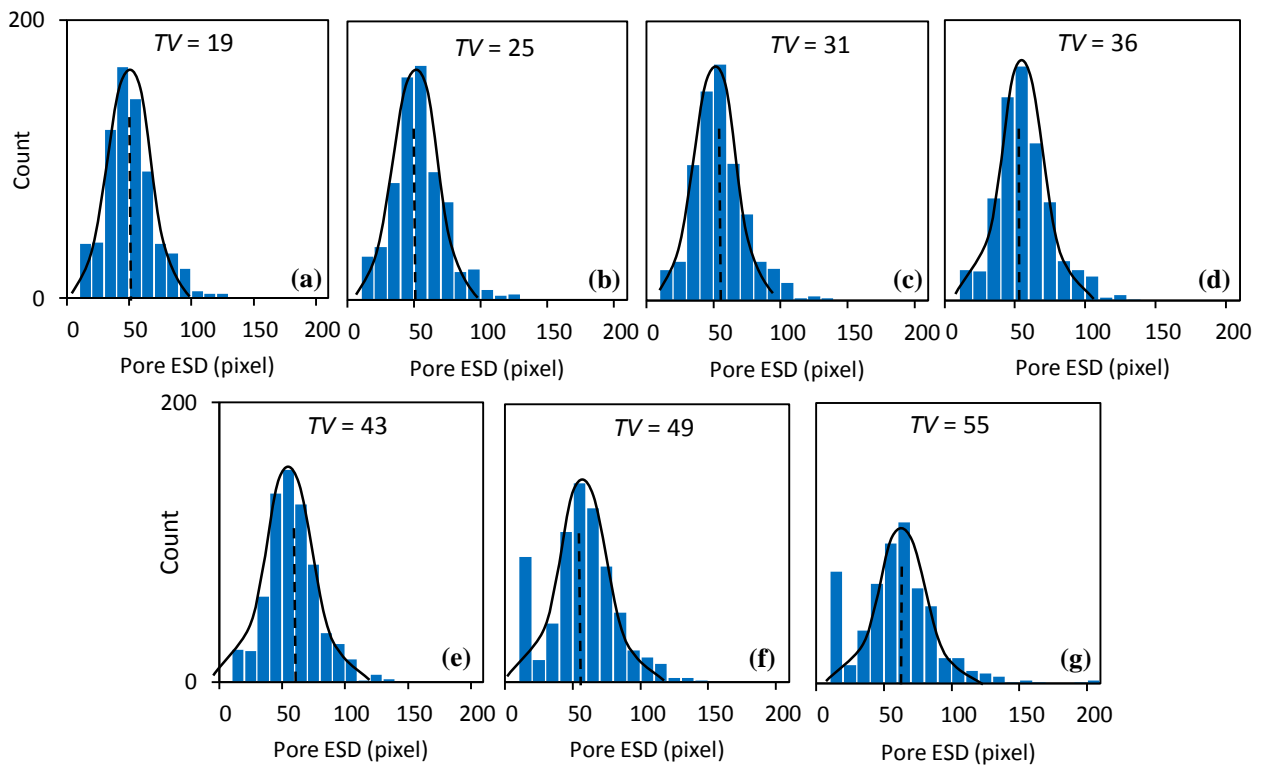 200
TV = 19
TV = 25
TV = 31
TV = 36
Count
(a)
(b)
(c)
(d)
0
0 50 100 150 200
0 50 100 150 200
0 50 100 150 200
0 50 100 150 200
Pore ESD (pixel)
Pore ESD (pixel)
Pore ESD (pixel)
Pore ESD (pixel)
200
TV = 43
TV = 49
TV = 55
Count
(e)
(f)
(g)
0
0 50 100 150 200
0 50 100 150 200
0 50 100 150 200
Pore ESD (pixel)
Pore ESD (pixel)
Pore ESD (pixel)